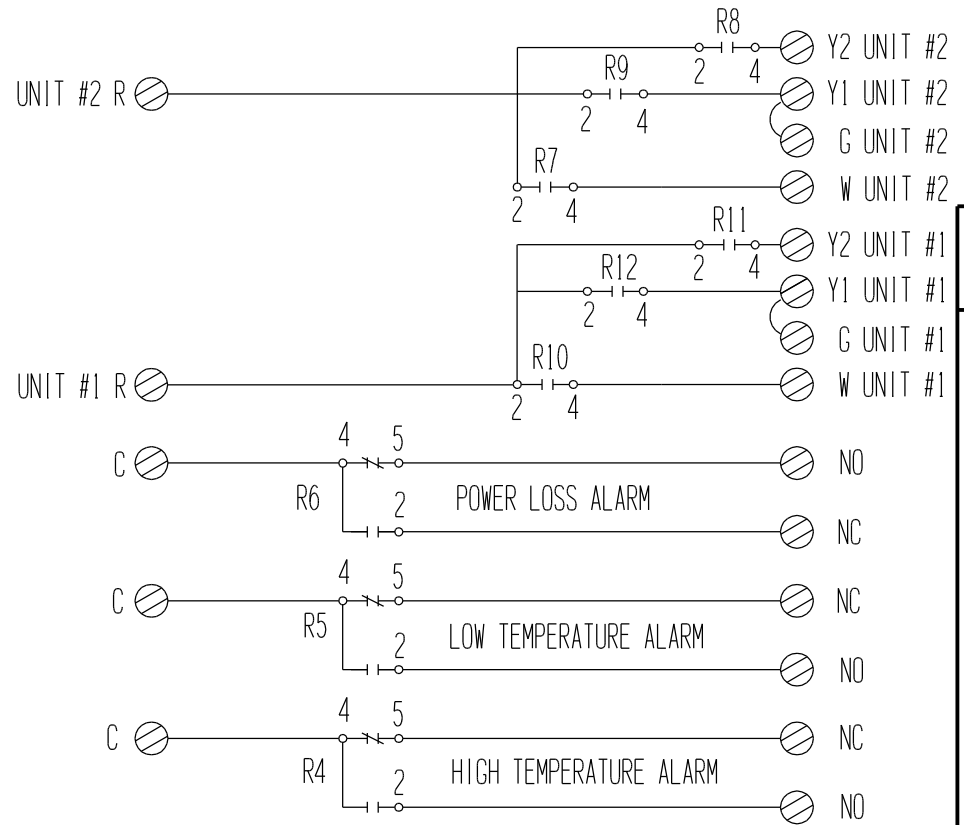 R8
2 4 Y2 UNIT #2
UNIT #2 R R9 Y1 UNIT #2
2 4
G UNIT #2
R7
2 4 W UNIT #2
R11
2 4 Y2 UNIT #1
R12
2 4 Y1 UNIT #1
G UNIT #1
R10
UNIT #1 R 2 4 W UNIT #1
4 5
C NO
R6 2 POWER LOSS ALARM
NC
4 5
C NC
R5 2 LOW TEMPERATURE ALARM
NO
4 5
C NC
R4 2 HIGH TEMPERATURE ALARM
NO